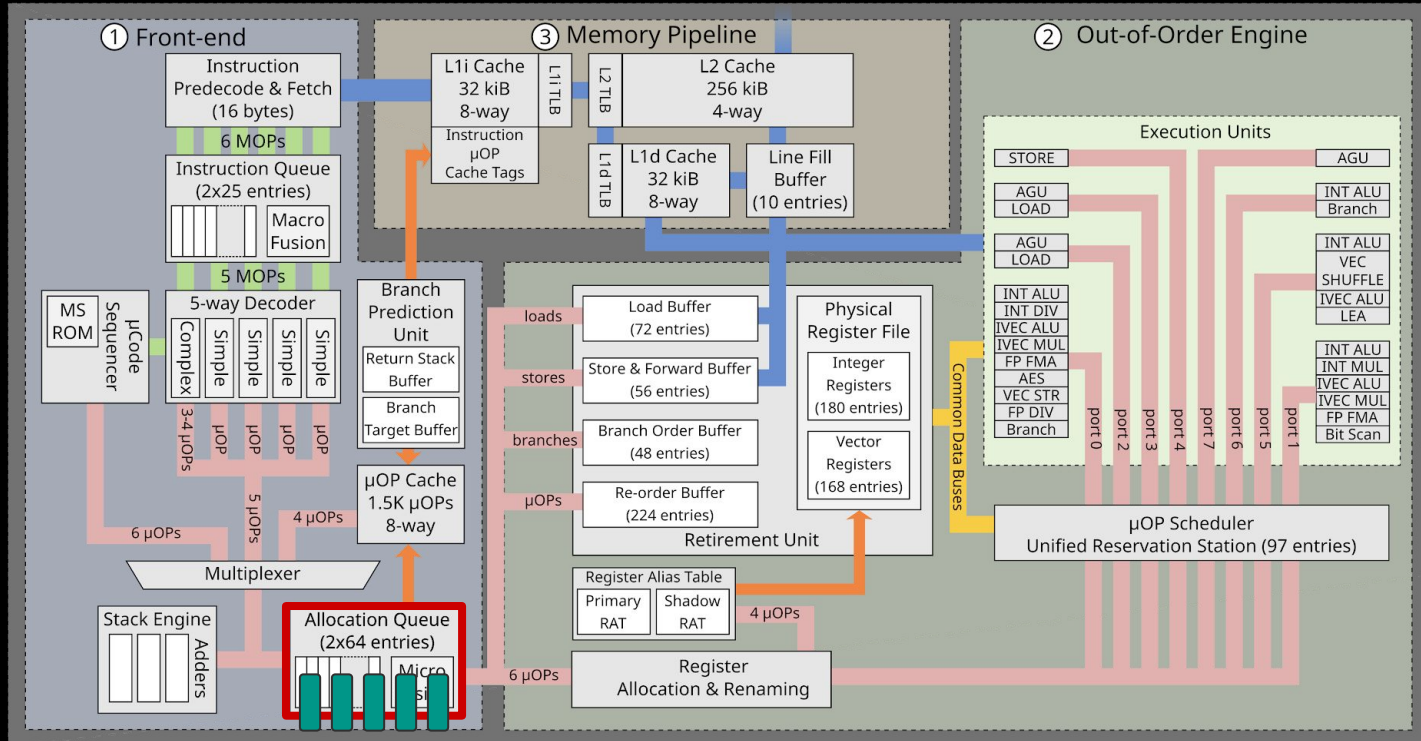 1 Front-end
Instruction
Predecode & Fetch
(16 bytes)
6 MOPs
Instruction Queue
(2x25 entries)
Macro
Fusion
5 MOPs
MS
ROM
µCode
Sequencer
5-way Decoder
Complex
Simple
Simple
Simple
Simple
3-4 µOPs
µOP
µOP
µOP
µOP
5 µOPs
6 µOPs
4 µOPs
Multiplexer
Branch
Prediction
Unit
Return Stack
Buffer
Branch
Target Buffer
µOP Cache
1.5K µOPs
8-way
Stack Engine
Adders
Allocation Queue
(2x64 entries)
Micro
3 Memory Pipeline
L1i Cache
32 kiB
8-way
L1i TLB
Instruction
µOP
Cache Tags
L2 TLB
L2 Cache
256 kiB
4-way
L1d TLB
L1d Cache
32 kiB
8-way
Line Fill
Buffer
(10 entries)
2 Out-of-Order Engine
loads
Load Buffer
(72 entries)
stores
Store & Forward Buffer
(56 entries)
branches
Branch Order Buffer
(48 entries)
µOPs
Re-order Buffer
(224 entries)
Retirement Unit
Physical
Register File
Integer
Registers
(180 entries)
Vector
Registers
(168 entries)
Common Data Buses
Register Alias Table
Primary
RAT
Shadow
RAT
4 µOPs
6 µOPs
Register
Allocation & Renaming
Execution Units
STORE
AGU
LOAD
AGU
LOAD
INT ALU
INT DIV
IVEC ALU
IVEC MUL
FP FMA
AES
VEC STR
FP DIV
Branch
port 0
port 2
port 3
port 4
port 7
port 6
port 5
port 1
AGU
INT ALU
Branch
INT ALU
VEC
SHUFFLE
IVEC ALU
LEA
INT ALU
INT MUL
IVEC ALU
IVEC MUL
FP FMA
Bit Scan
µOP Scheduler
Unified Reservation Station (97 entries)